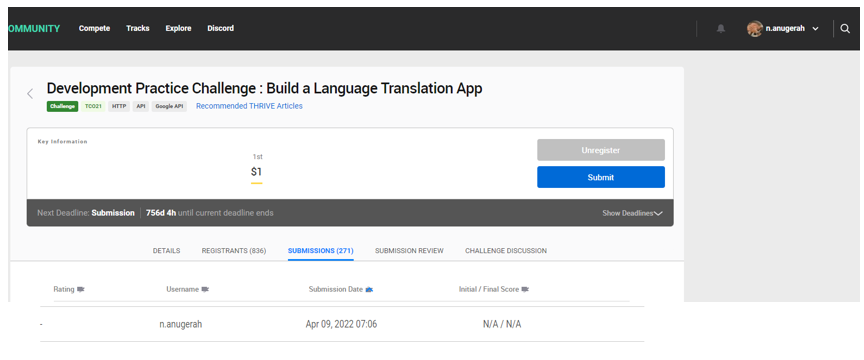 OMMUNITY Compete Tracks Explore Discord n.anugerah
Development Practice Challenge : Build a Language Translation App
Challenge TCO21 HTTP API Google API Recommended THRIVE Articles
Key Information
Unregister
1st
$1
Submit
Next Deadline: Submission 756d 4h until current deadline ends Show Deadlines
DETAILS REGISTRANTS (836) SUBMISSIONS (271) SUBMISSION REVIEW CHALLENGE DISCUSSION
Rating Username Submission Date Initial / Final Score
- n.anugerah Apr 09, 2022 07:06 N/A / N/A